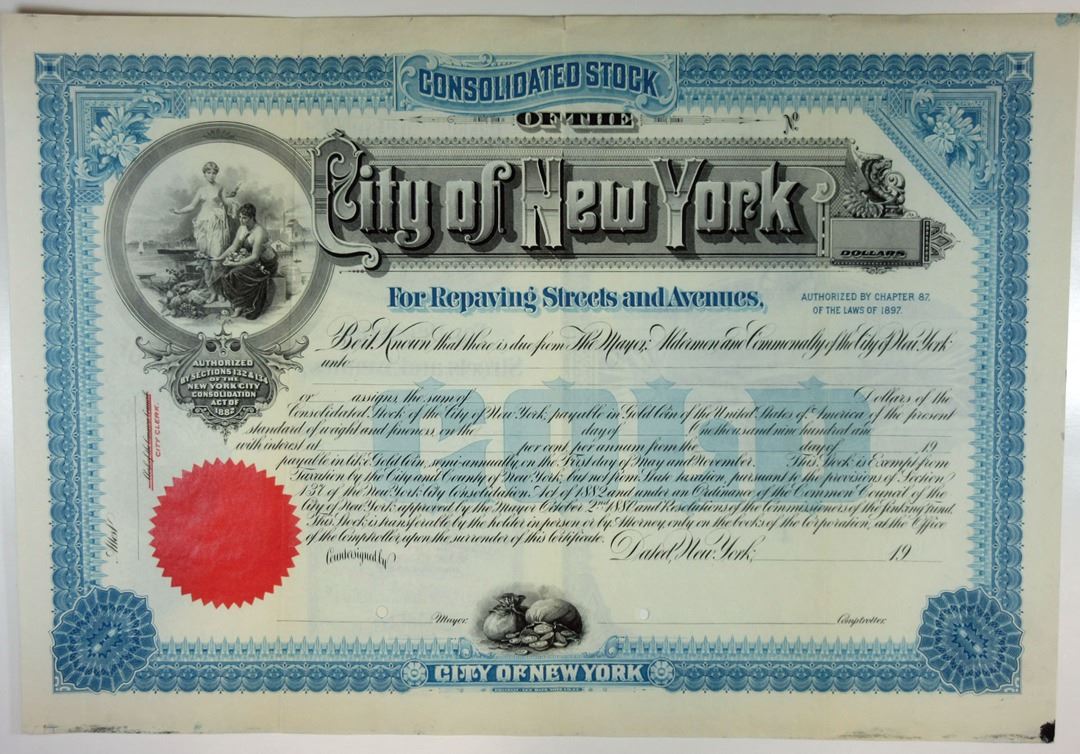 CONSOLIDATED STOCK
OF THE
Nº
City of New York
DOLLARS
For Repaving Streets and Avenues,
AUTHORIZED BY CHAPTER 87,
OF THE LAWS OF 1897.
Be it Known that there is due from The Mayor, Aldermen and Commonalty of the City of New York
unto
AUTHORIZED
BY SECTIONS 132 & 134
OF THE
NEW YORK CITY
CONSOLIDATION
ACT OF
1882
GOLD
or assigns, the sum of Dollars of the
Consolidated Stock of the City of New York, payable in Gold Coin of the United States of America of the present
standard of weight and fineness, on the day of One thousand nine hundred and
with interest at per cent. per annum from the day of 19
payable in like Gold Coin, semi-annually, on the First day of May and November. This Stock is Exempt from
Taxation by the City and County of New York, but not from State taxation, pursuant to the provisions of Section
137 of the New York City Consolidation Act of 1882 and under an Ordinance of the Common Council of the
City of New York approved by the Mayor October 2nd 1880 and Resolutions of the Commissioners of the Sinking Fund.
This Stock is transferable by the holder in person or by Attorney, only on the books of the Corporation, at the Office
of the Comptroller, upon the surrender of this Certificate.
Dated, New York, 19
Countersigned by
Attest
Clerk of the Common Council
CITY CLERK.
Mayor.
Comptroller.
CITY OF NEW YORK